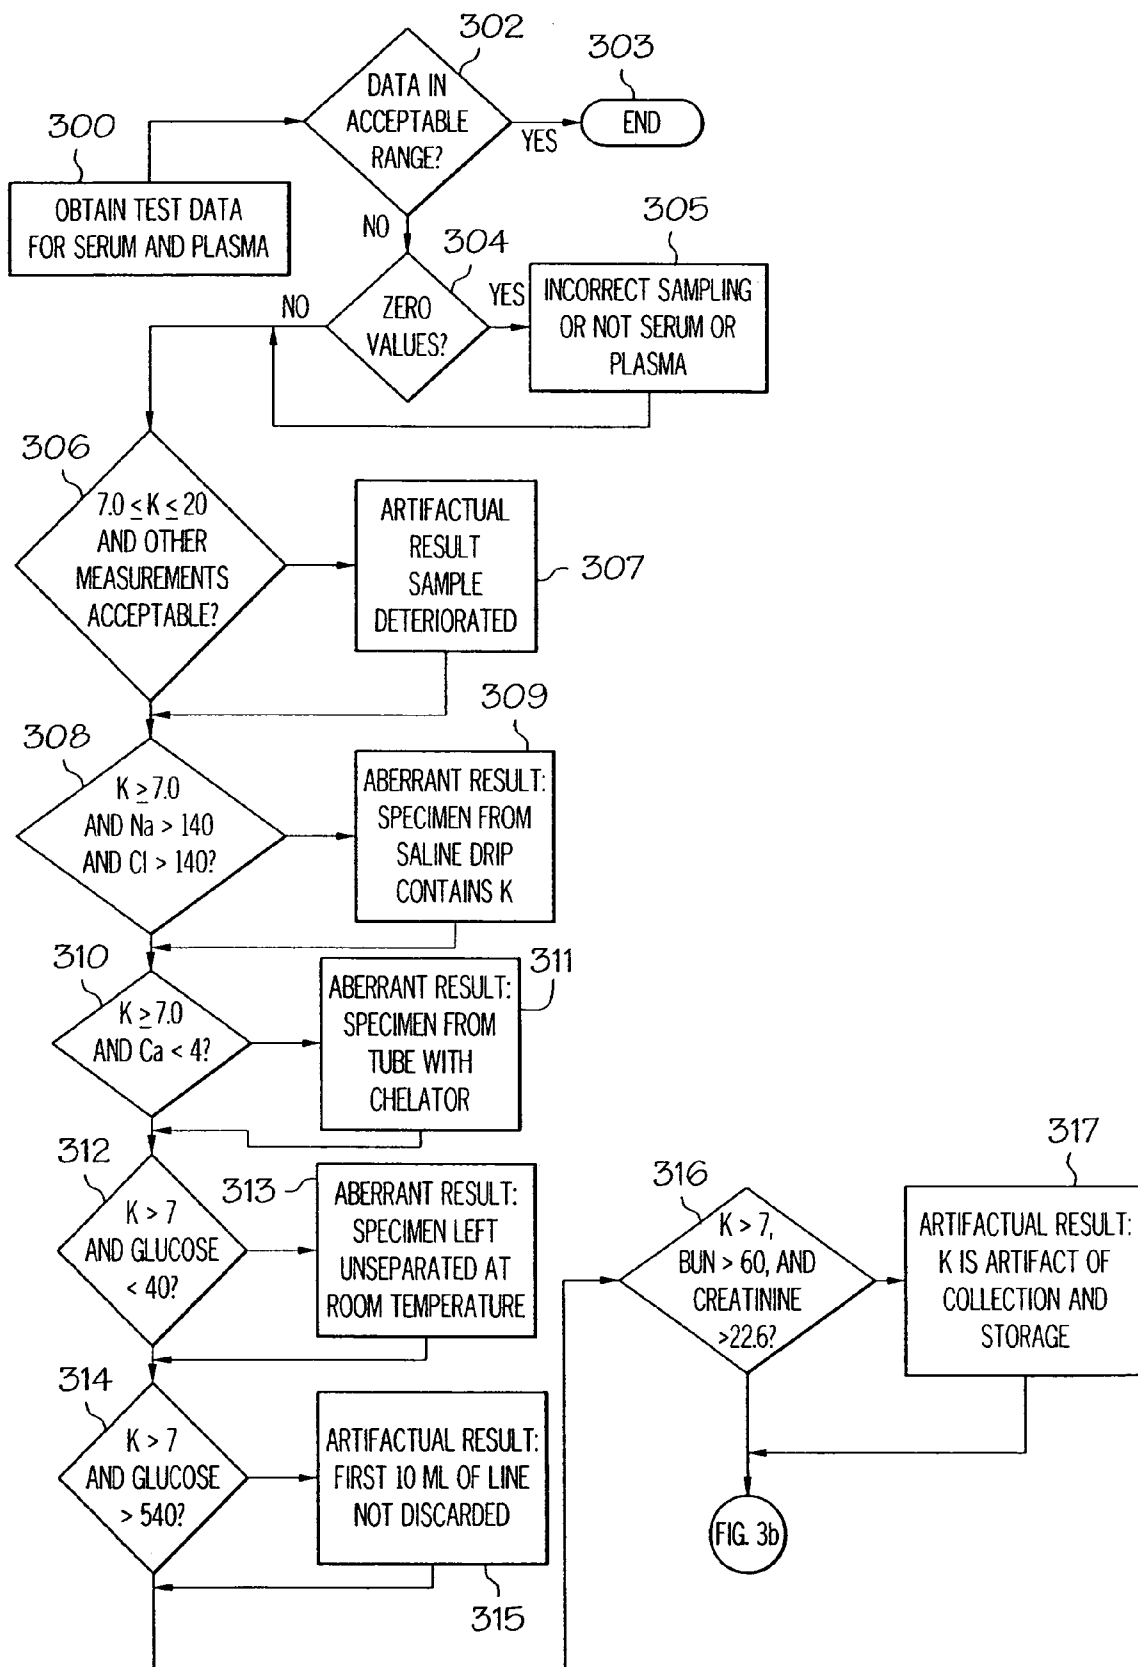 302
DATA IN
ACCEPTABLE
RANGE?
YES
303
END
300
OBTAIN TEST DATA
FOR SERUM AND PLASMA
NO
304
ZERO
VALUES?
YES
NO
305
INCORRECT SAMPLING
OR NOT SERUM OR
PLASMA
306
7.0 ≤ K ≤ 20
AND OTHER
MEASUREMENTS
ACCEPTABLE?
ARTIFACTUAL
RESULT
SAMPLE
DETERIORATED
307
308
K ≥ 7.0
AND Na > 140
AND Cl > 140?
309
ABERRANT RESULT:
SPECIMEN FROM
SALINE DRIP
CONTAINS K
310
K ≥ 7.0
AND Ca < 4?
311
ABERRANT RESULT:
SPECIMEN FROM
TUBE WITH
CHELATOR
312
K > 7
AND GLUCOSE
< 40?
313
ABERRANT RESULT:
SPECIMEN LEFT
UNSEPARATED AT
ROOM TEMPERATURE
314
K > 7
AND GLUCOSE
> 540?
ARTIFACTUAL RESULT:
FIRST 10 ML OF LINE
NOT DISCARDED
315
316
K > 7,
BUN > 60, AND
CREATININE
>22.6?
317
ARTIFACTUAL RESULT:
K IS ARTIFACT OF
COLLECTION AND
STORAGE
FIG. 3b